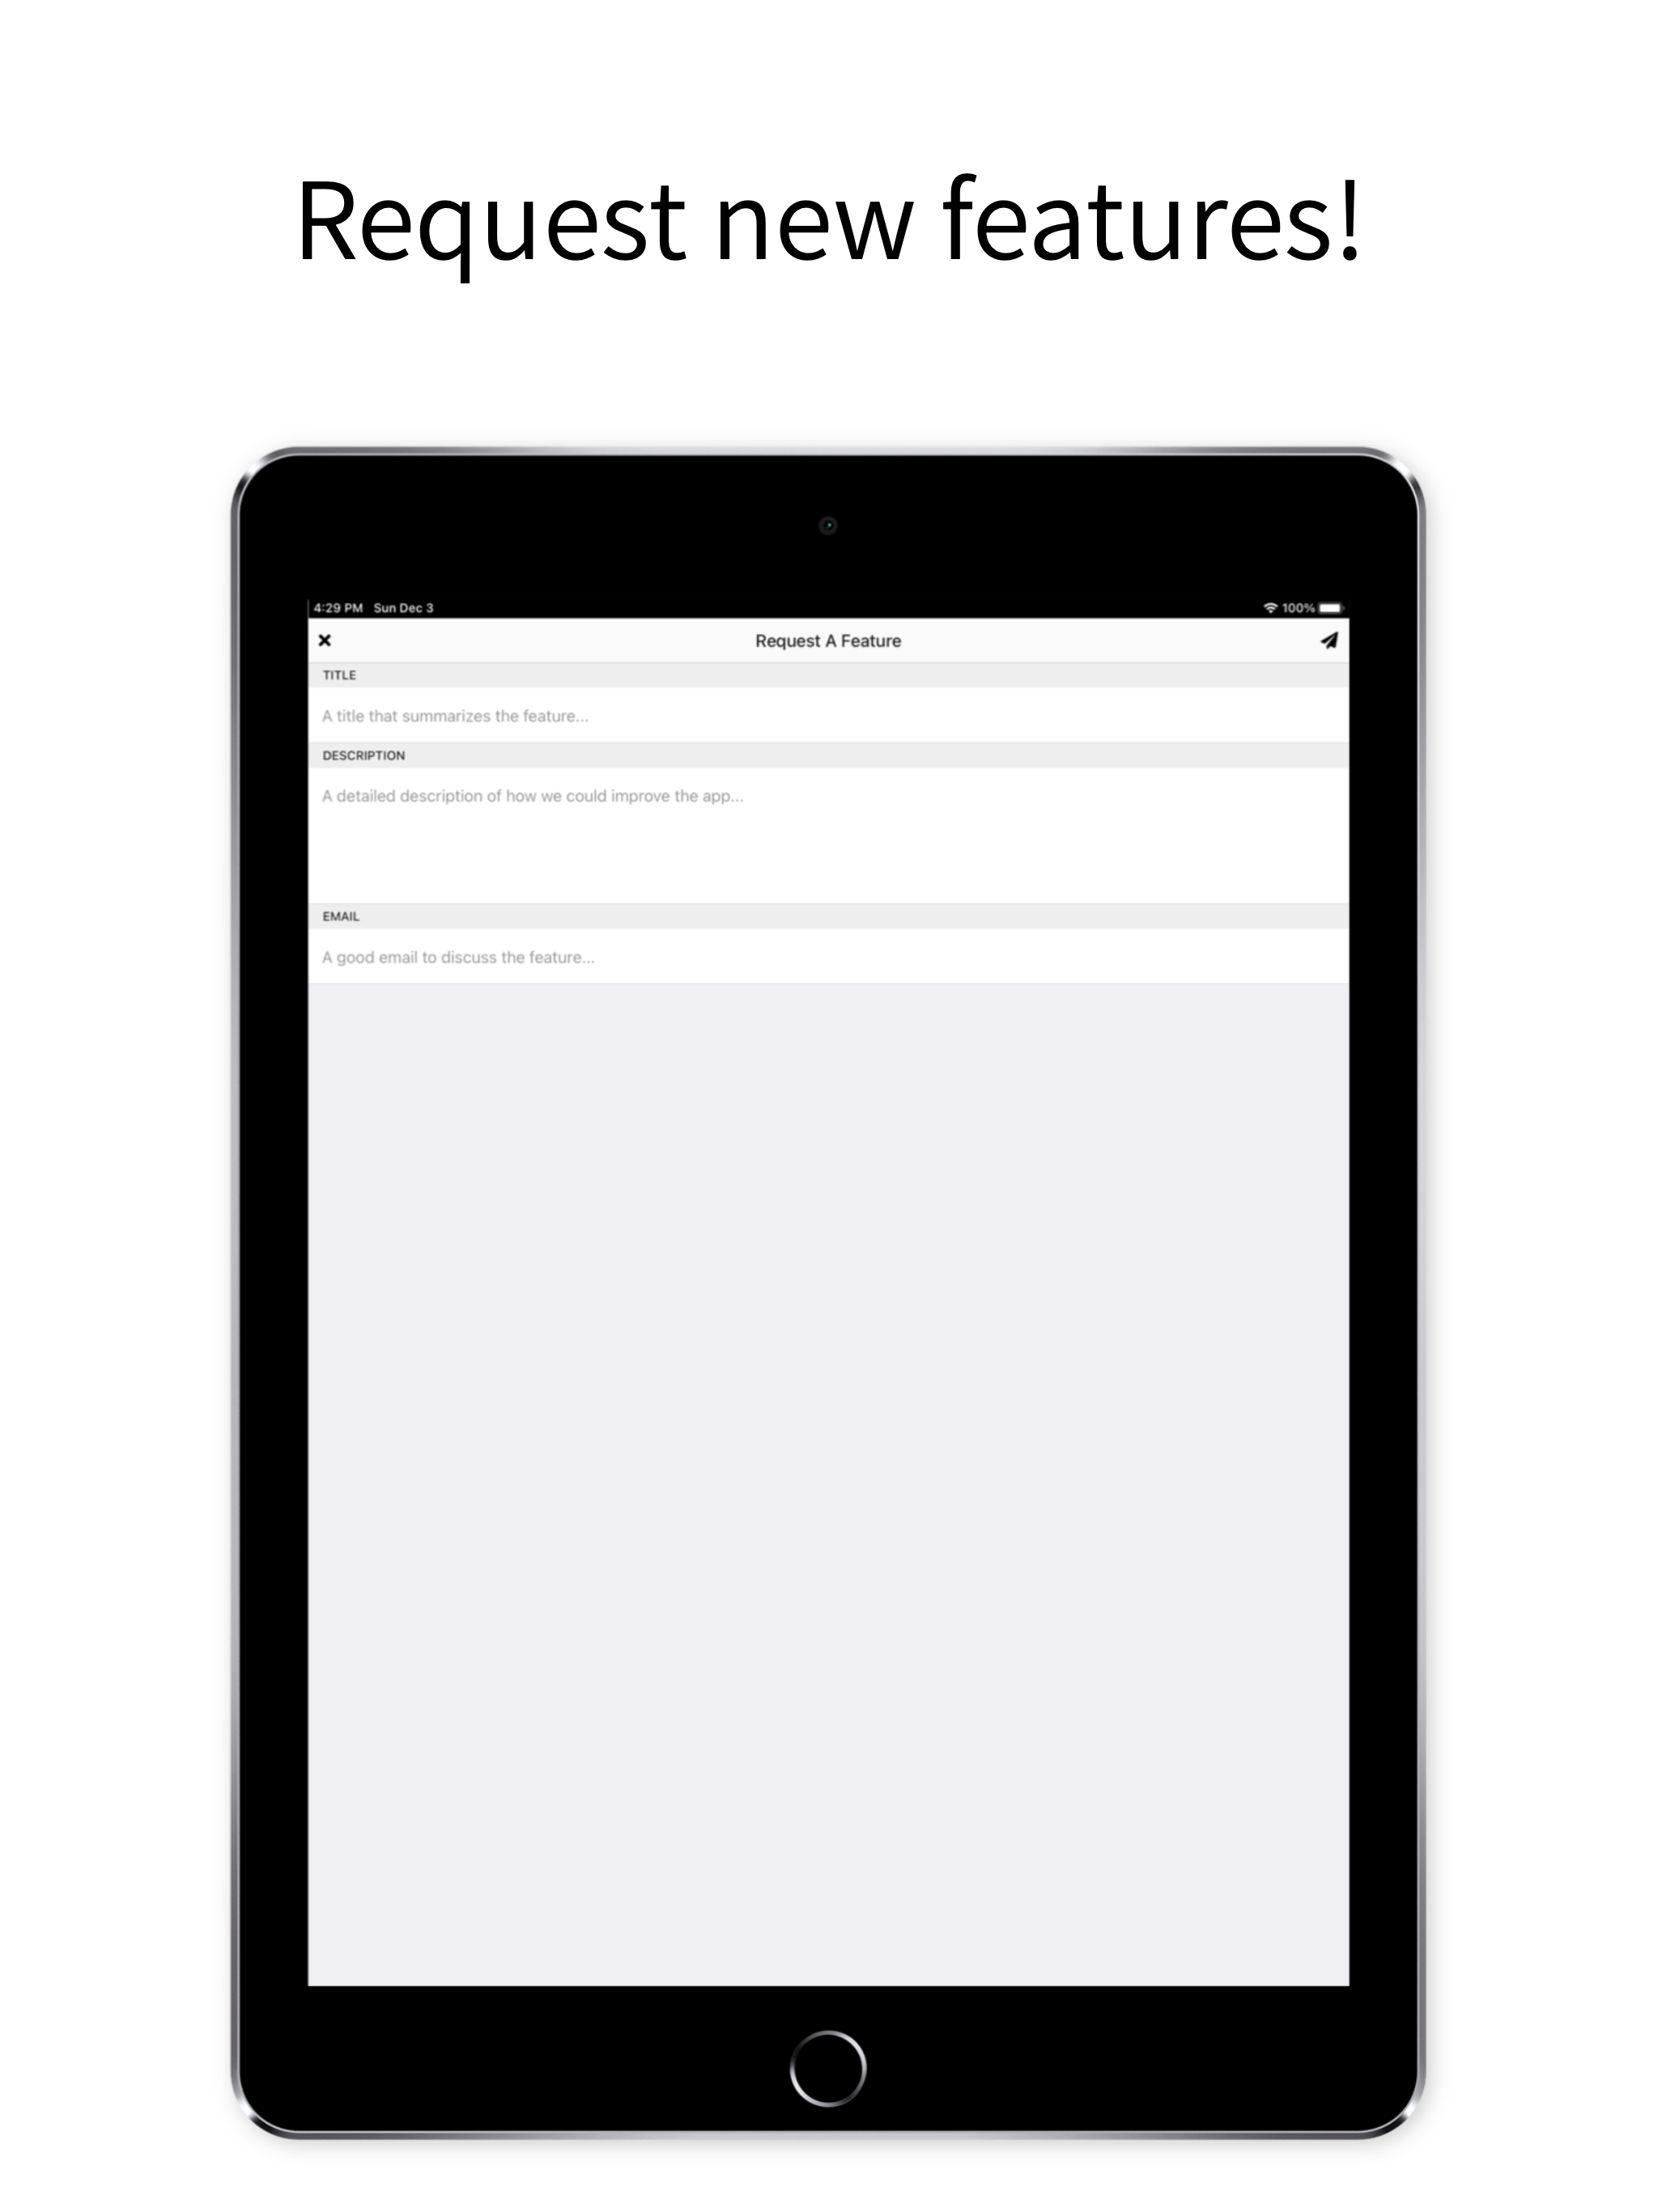 Request new features!
4:29 PM Sun Dec 3 100%
Request A Feature
TITLE
A title that summarizes the feature...
DESCRIPTION
A detailed description of how we could improve the app...
EMAIL
A good email to discuss the feature...